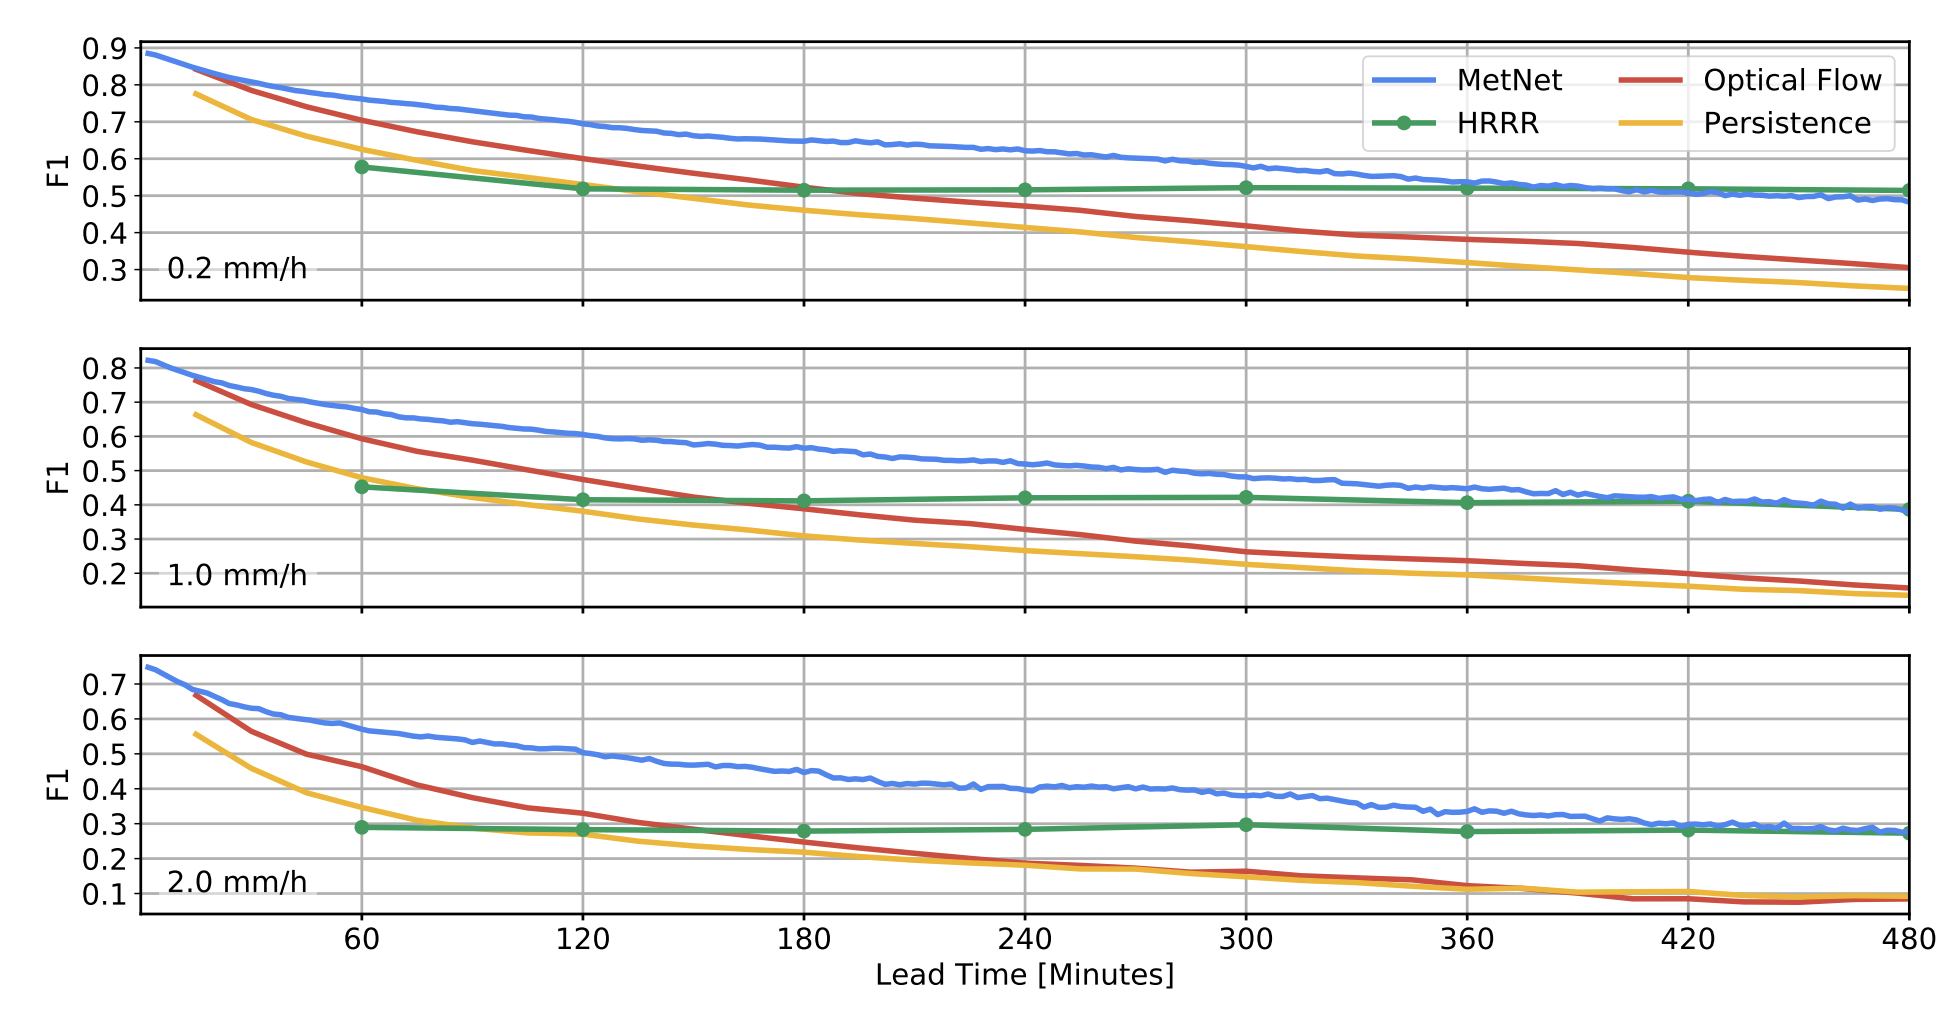 0.9
0.8
0.7
0.6
0.5
0.4
0.3
F1
0.2 mm/h
MetNet
HRRR
Optical Flow
Persistence
0.8
0.7
0.6
0.5
0.4
0.3
0.2
F1
1.0 mm/h
0.7
0.6
0.5
0.4
0.3
0.2
0.1
F1
2.0 mm/h
60 120 180 240 300 360 420 480
Lead Time [Minutes]